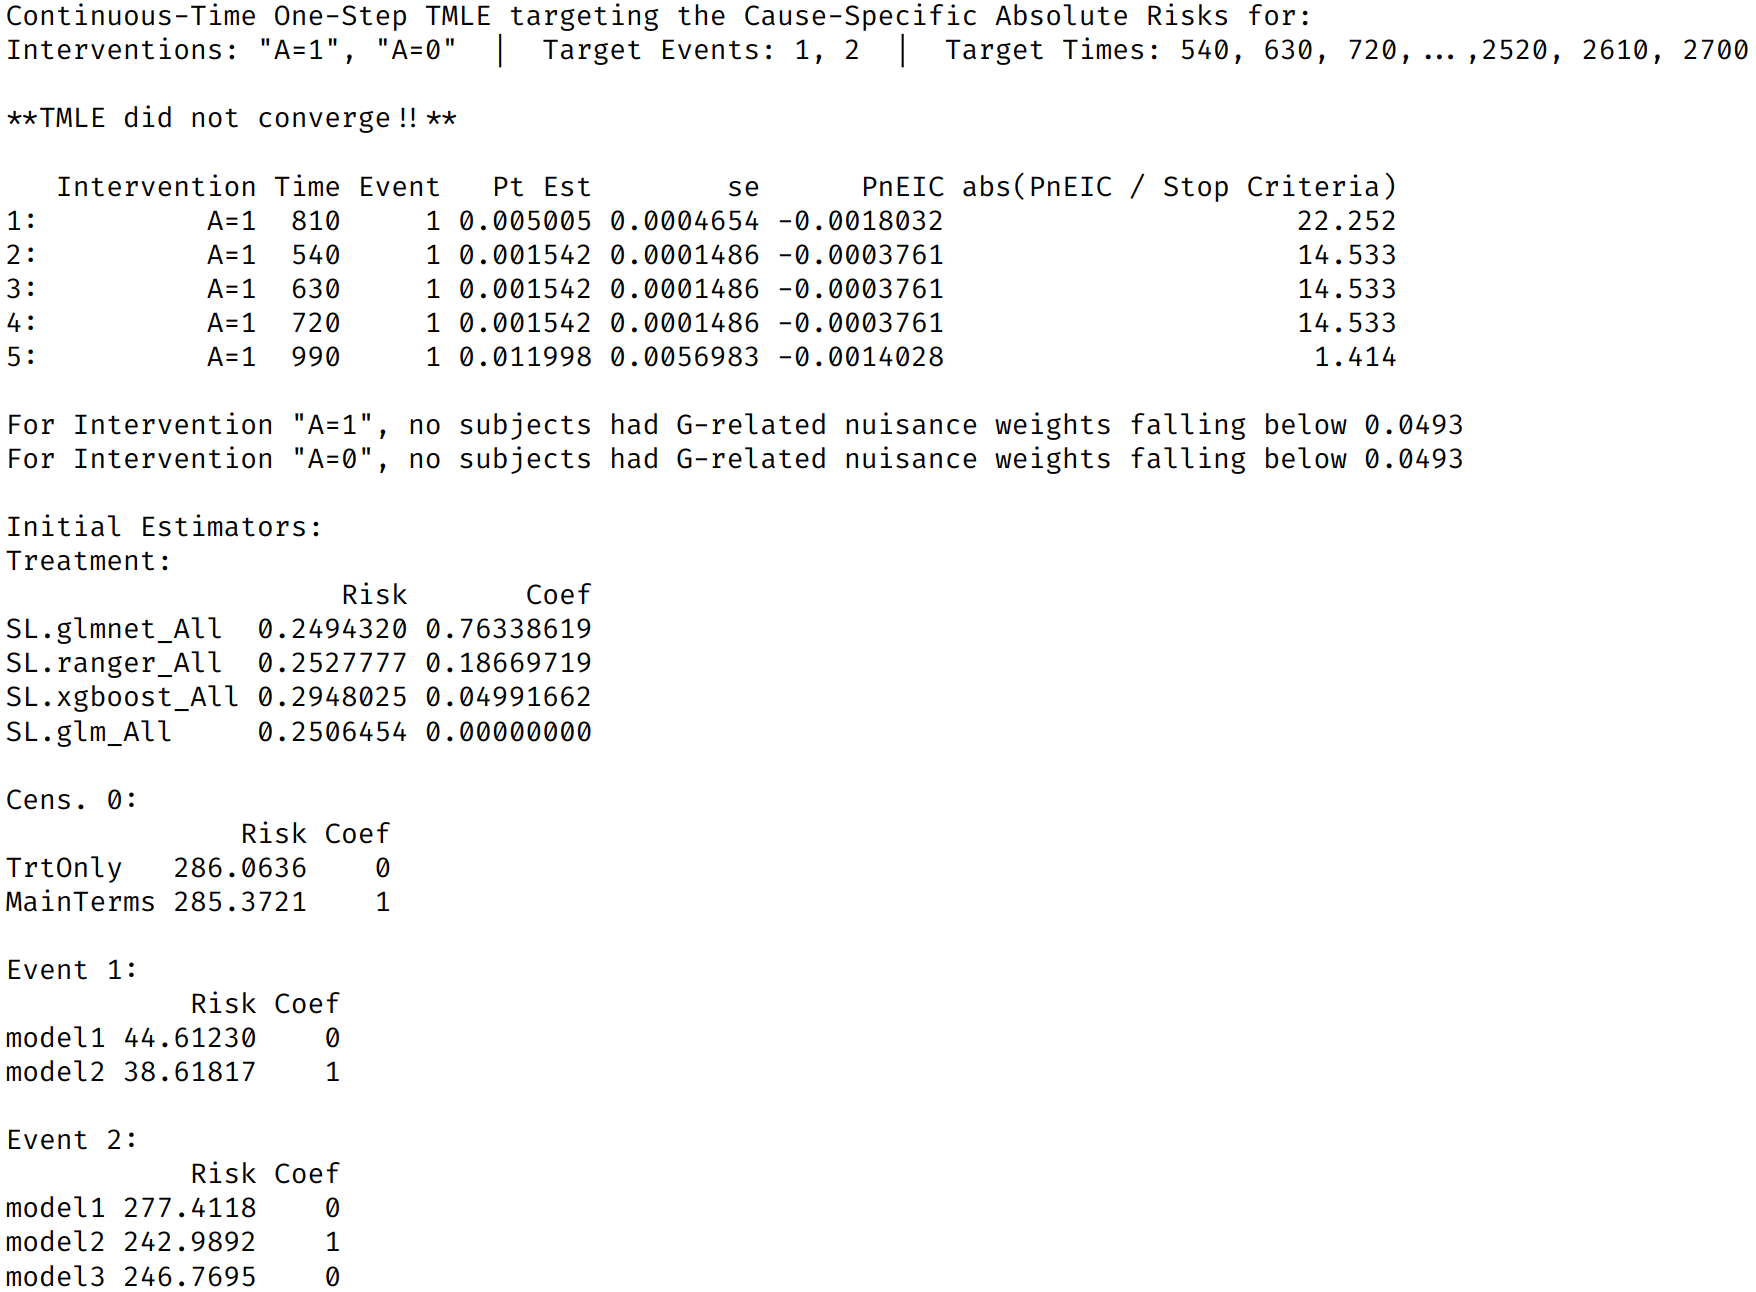 Continuous-Time One-Step TMLE targeting the Cause-Specific Absolute Risks for:
Interventions: "A=1", "A=0"  |  Target Events: 1, 2  |  Target Times: 540, 630, 720,...,2520, 2610, 2700
**TMLE did not converge!!**
   Intervention Time Event   Pt Est        se      PnEIC abs(PnEIC / Stop Criteria)
1:          A=1  810     1 0.005005 0.0004654 -0.0018032                     22.252
2:          A=1  540     1 0.001542 0.0001486 -0.0003761                     14.533
3:          A=1  630     1 0.001542 0.0001486 -0.0003761                     14.533
4:          A=1  720     1 0.001542 0.0001486 -0.0003761                     14.533
5:          A=1  990     1 0.011998 0.0056983 -0.0014028                      1.414
For Intervention "A=1", no subjects had G-related nuisance weights falling below 0.0493
For Intervention "A=0", no subjects had G-related nuisance weights falling below 0.0493
Initial Estimators:
Treatment:
                    Risk       Coef
SL.glmnet_All  0.2494320 0.76338619
SL.ranger_All  0.2527777 0.18669719
SL.xgboost_All 0.2948025 0.04991662
SL.glm_All     0.2506454 0.00000000
Cens. 0:
              Risk Coef
TrtOnly   286.0636    0
MainTerms 285.3721    1
Event 1:
           Risk Coef
model1 44.61230    0
model2 38.61817    1
Event 2:
           Risk Coef
model1 277.4118    0
model2 242.9892    1
model3 246.7695    0